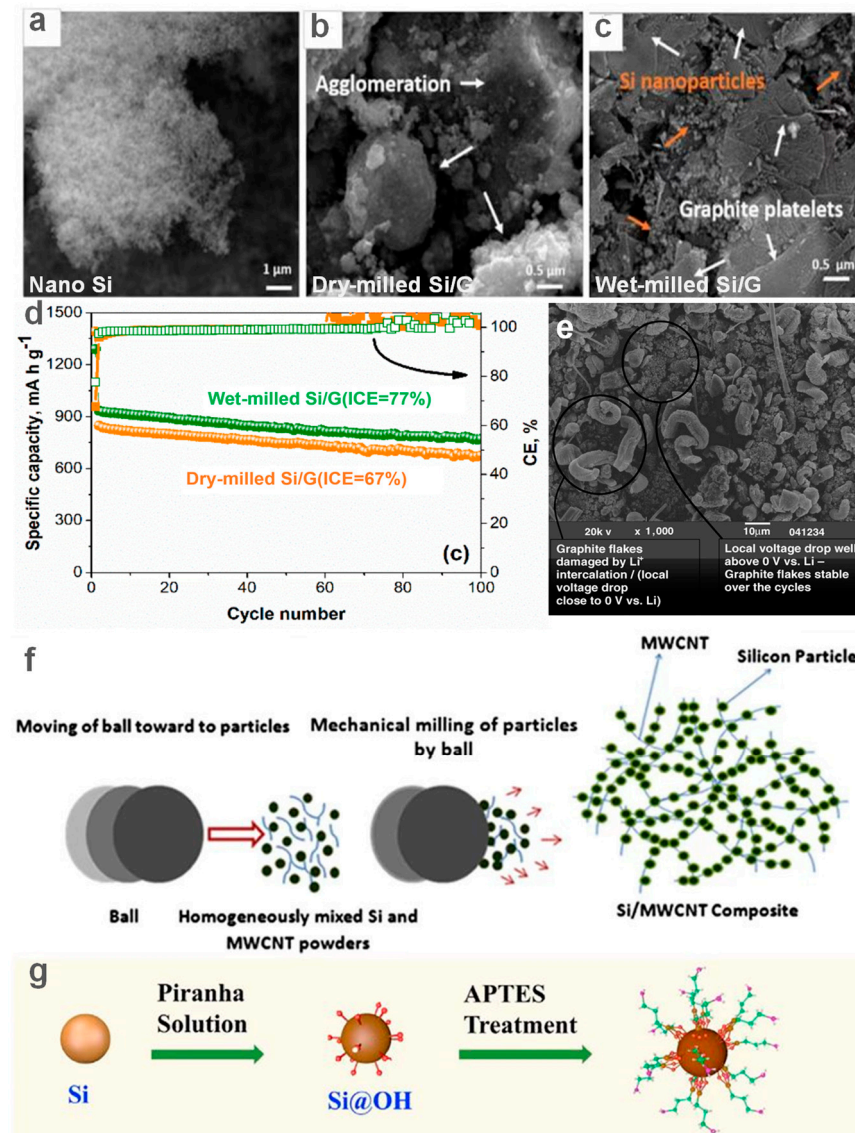 a
Nano Si
1 μm
b
Agglomeration
Dry-milled Si/G
0.5 μm
c
Si nanoparticles
Graphite platelets
Wet-milled Si/G
0.5 μm
d
Specific capacity, mA h g⁻¹
1500
1350
1200
1050
900
750
600
450
300
150
0
Wet-milled Si/G(ICE=77%)
Dry-milled Si/G(ICE=67%)
(c)
100
80
60
40
20
0
CE, %
0 20 40 60 80 100
Cycle number
e
20kv x 1,000 10μm 041234
Graphite flakes
damaged by Li⁺
intercalation / (local
voltage drop
close to 0 V vs. Li)
Local voltage drop well
above 0 V vs. Li –
Graphite flakes stable
over the cycles
f
Moving of ball toward to particles
Ball
Homogeneously mixed Si and
MWCNT powders
Mechanical milling of particles
by ball
MWCNT
Silicon Particle
Si/MWCNT Composite
g
Si
Piranha
Solution
Si@OH
APTES
Treatment